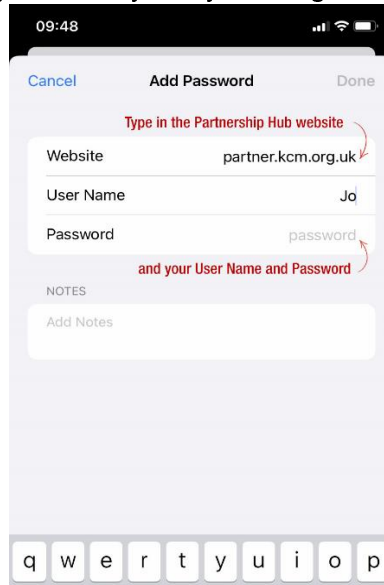 09:48
Cancel Add Password Done
Type in the Partnership Hub website
Website partner.kcm.org.uk
User Name Jo
Password password
and your User Name and Password
NOTES
Add Notes
q w e r t y u i o p